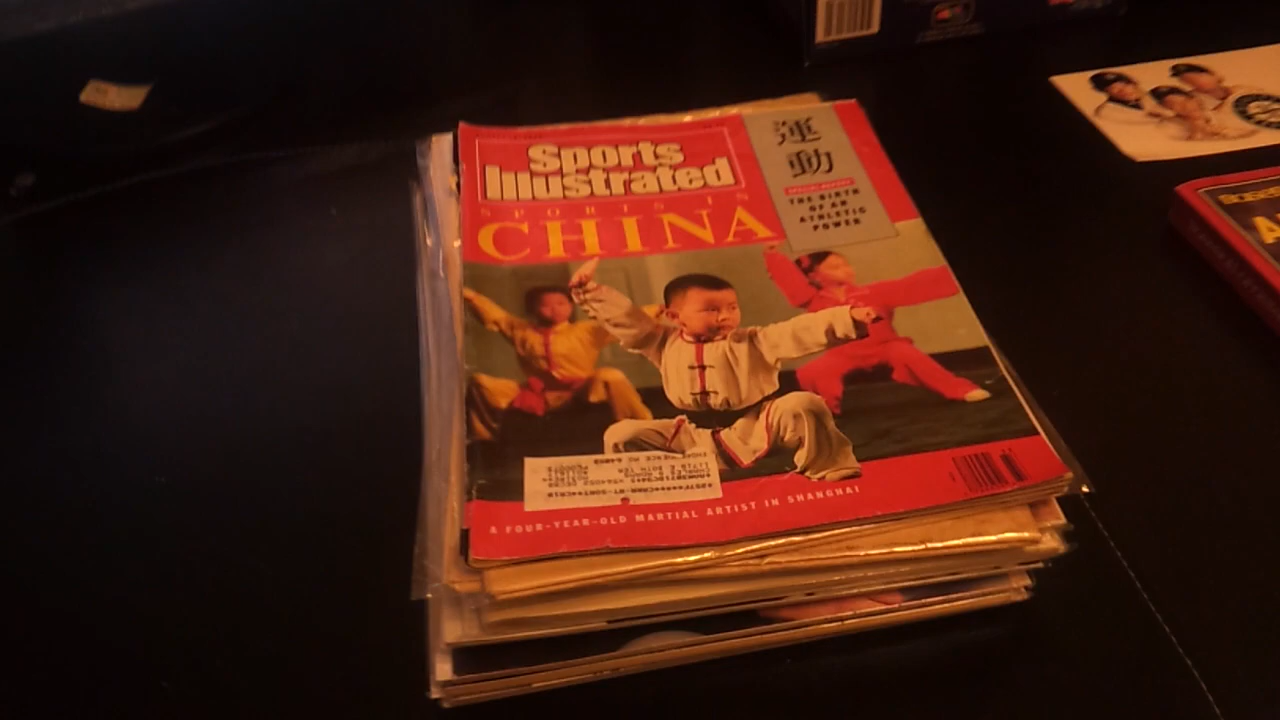 Sports
Illustrated
SPORTS IN
CHINA
運
動
SPECIAL REPORT
THE BIRTH
OF AN
ATHLETIC
POWER
A FOUR-YEAR-OLD MARTIAL ARTIST IN SHANGHAI